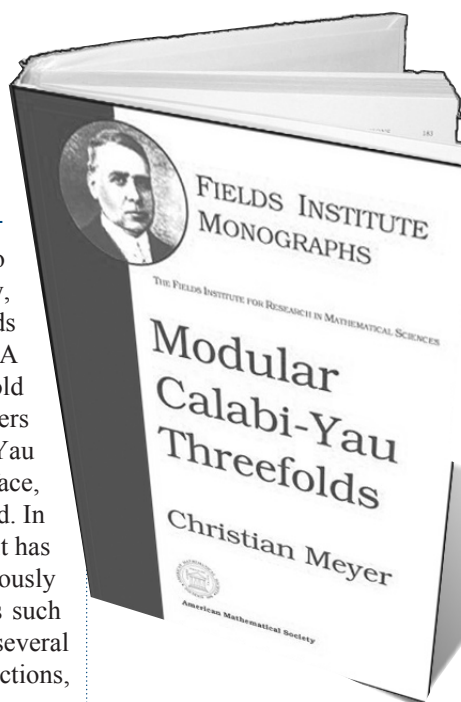 183
FIELDS INSTITUTE
MONOGRAPHS
THE FIELDS INSTITUTE FOR RESEARCH IN MATHEMATICAL SCIENCES
Modular
Calabi-Yau
Threefolds
Christian Meyer
American Mathematical Society
A
old
ers
Yau
ace,
d. In
t has
ously
s such
several
ctions,